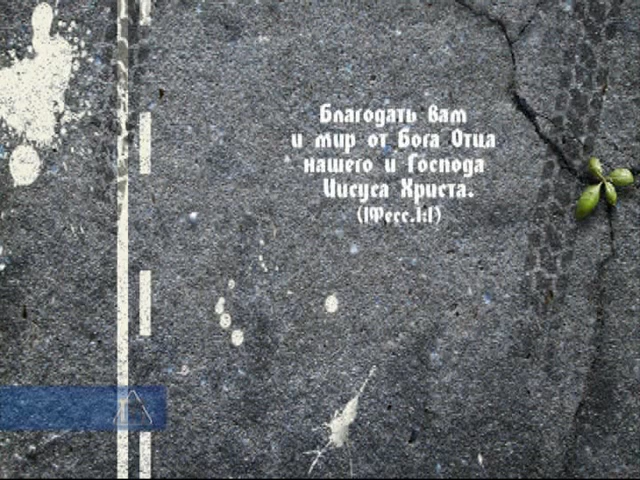 Благодать вам
и мир от Бога Отца
нашего и Господа
Иисуса Христа.
(1Фесс.1:1)